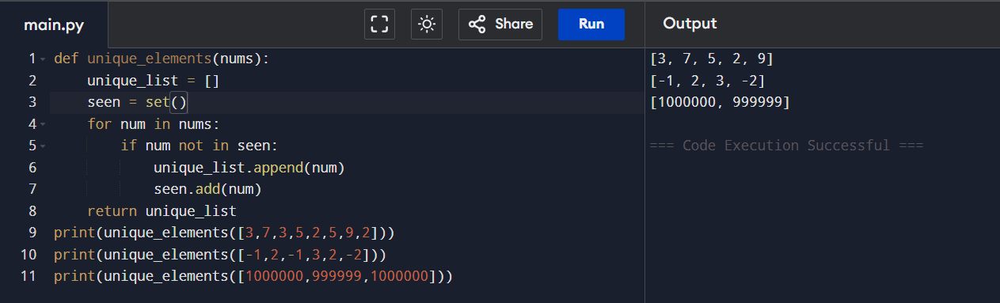 main.py
Share
Run
Output
1 def unique_elements(nums):
2     unique_list = []
3     seen = set()
4     for num in nums:
5         if num not in seen:
6             unique_list.append(num)
7             seen.add(num)
8     return unique_list
9 print(unique_elements([3,7,3,5,2,5,9,2]))
10 print(unique_elements([-1,2,-1,3,2,-2]))
11 print(unique_elements([1000000,999999,1000000]))
[3, 7, 5, 2, 9]
[-1, 2, 3, -2]
[1000000, 999999]
=== Code Execution Successful ===